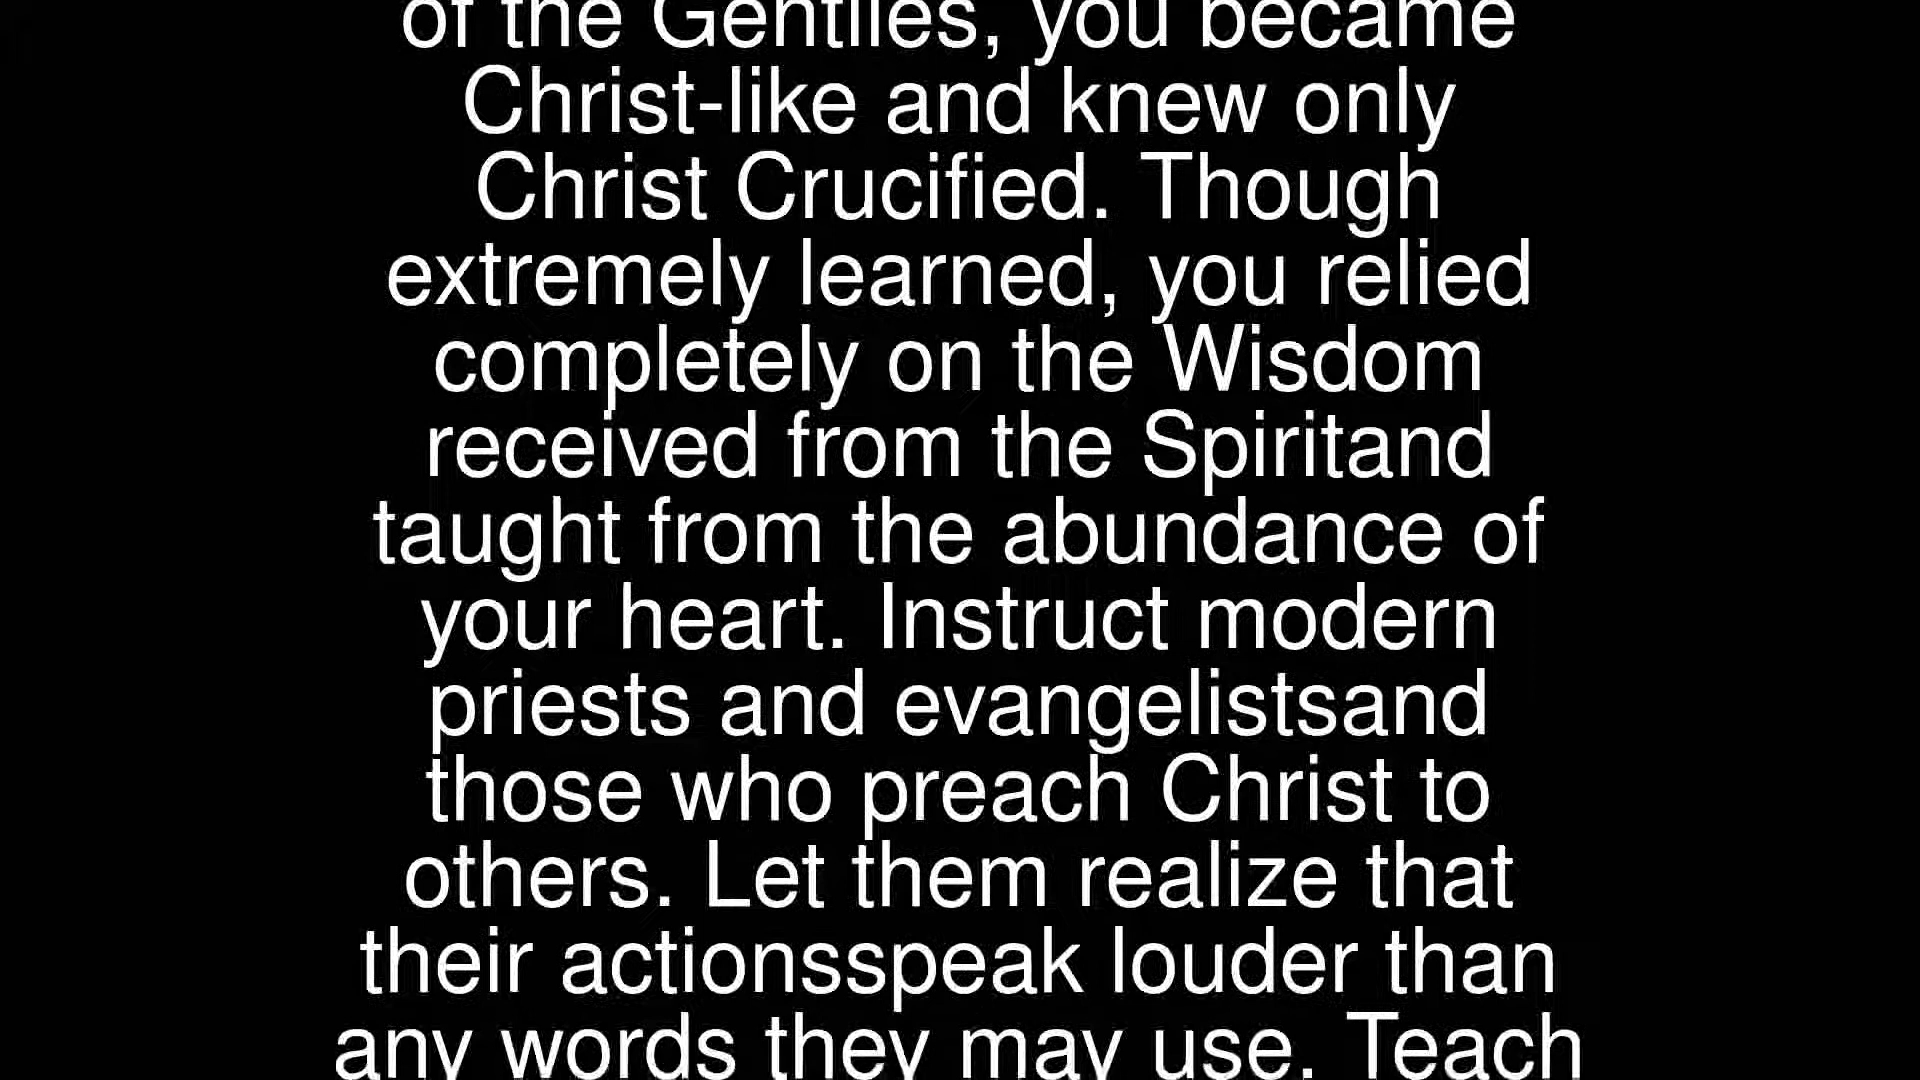 of the Gentiles, you became
Christ-like and knew only
Christ Crucified. Though
extremely learned, you relied
completely on the Wisdom
received from the Spiritand
taught from the abundance of
your heart. Instruct modern
priests and evangelistsand
those who preach Christ to
others. Let them realize that
their actionsspeak louder than
any words they may use. Teach